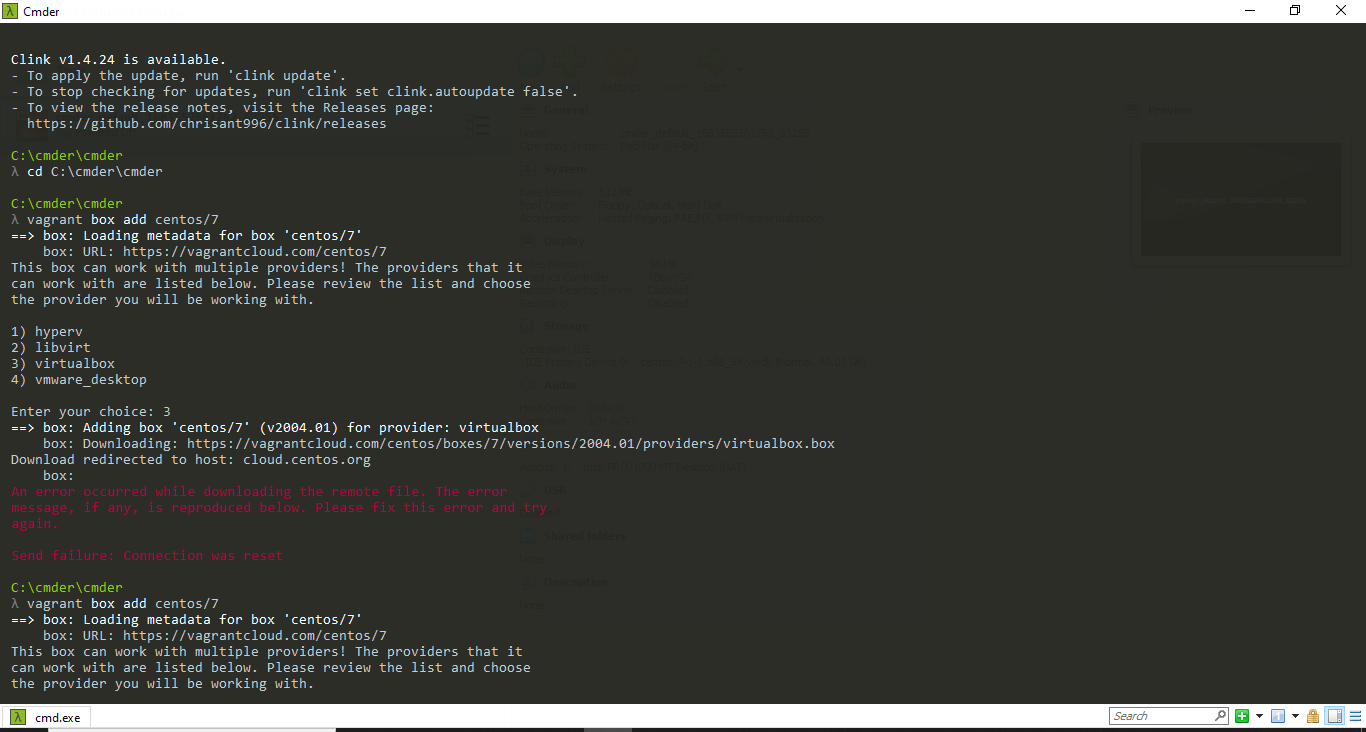 Cmder
Clink v1.4.24 is available.
- To apply the update, run 'clink update'.
- To stop checking for updates, run 'clink set clink.autoupdate false'.
- To view the release notes, visit the Releases page:
https://github.com/chrisant996/clink/releases
C:\cmder\cmder
λ cd C:\cmder\cmder
C:\cmder\cmder
λ vagrant box add centos/7
==> box: Loading metadata for box 'centos/7'
box: URL: https://vagrantcloud.com/centos/7
This box can work with multiple providers! The providers that it
can work with are listed below. Please review the list and choose
the provider you will be working with.
1) hyperv
2) libvirt
3) virtualbox
4) vmware_desktop
Enter your choice: 3
==> box: Adding box 'centos/7' (v2004.01) for provider: virtualbox
box: Downloading: https://vagrantcloud.com/centos/boxes/7/versions/2004.01/providers/virtualbox.box
Download redirected to host: cloud.centos.org
box:
An error occurred while downloading the remote file. The error
message, if any, is reproduced below. Please fix this error and try
again.
Send failure: Connection was reset
C:\cmder\cmder
λ vagrant box add centos/7
==> box: Loading metadata for box 'centos/7'
box: URL: https://vagrantcloud.com/centos/7
This box can work with multiple providers! The providers that it
can work with are listed below. Please review the list and choose
the provider you will be working with.
General
Preview
System
Display
Storage
Audio
USB
Shared folders
Description
λ cmd.exe
Search